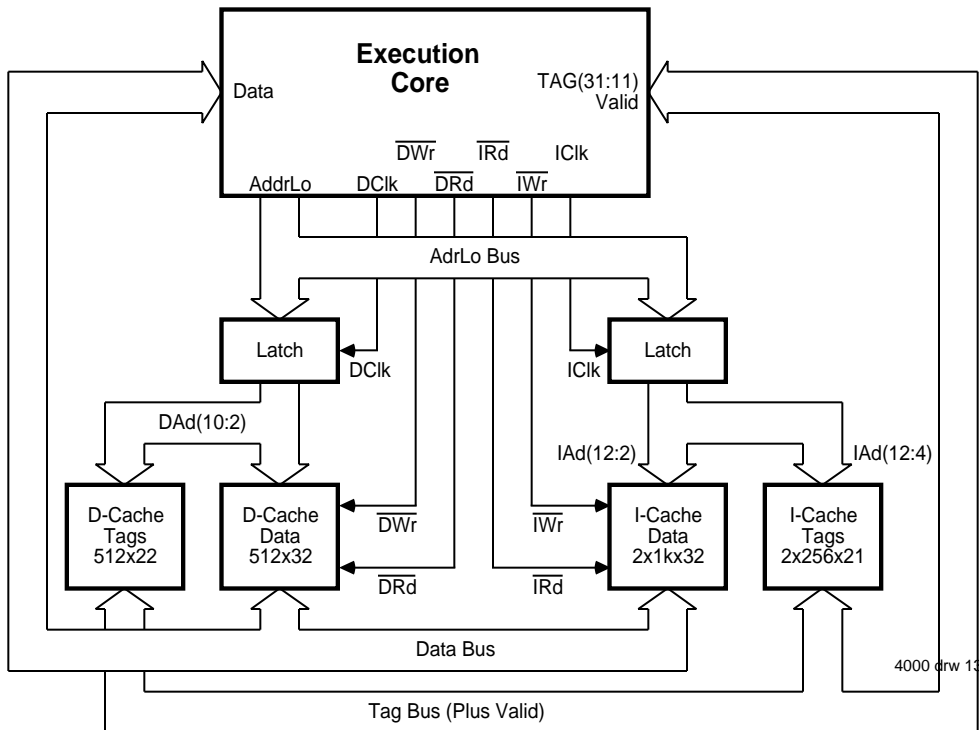 Execution
Core
Data
TAG(31:11)
Valid
DWr
IRd
IClk
AddrLo
DClk
DRd
IWr
AdrLo Bus
Latch
Latch
DClk
IClk
DAd(10:2)
IAd(12:2)
IAd(12:4)
D-Cache
Tags
512x22
D-Cache
Data
512x32
I-Cache
Data
2x1kx32
I-Cache
Tags
2x256x21
DWr
IWr
DRd
IRd
Data Bus
4000 drw 13
Tag Bus (Plus Valid)